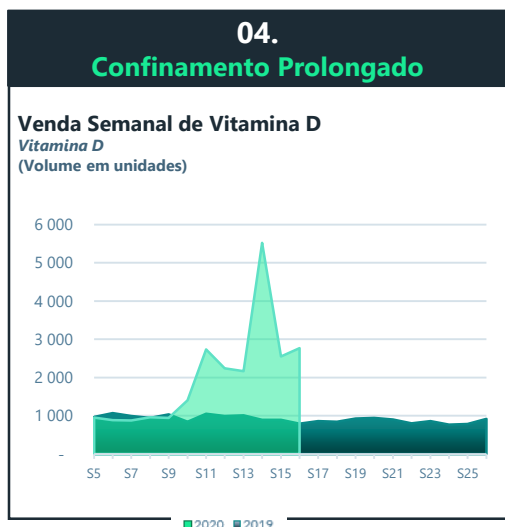 04.
Confinamento Prolongado
Venda Semanal de Vitamina D
Vitamina D
(Volume em unidades)
6 000
5 000
4 000
3 000
2 000
1 000
-
S5 S7 S9 S11 S13 S15 S17 S19 S21 S23 S25
2020 2019